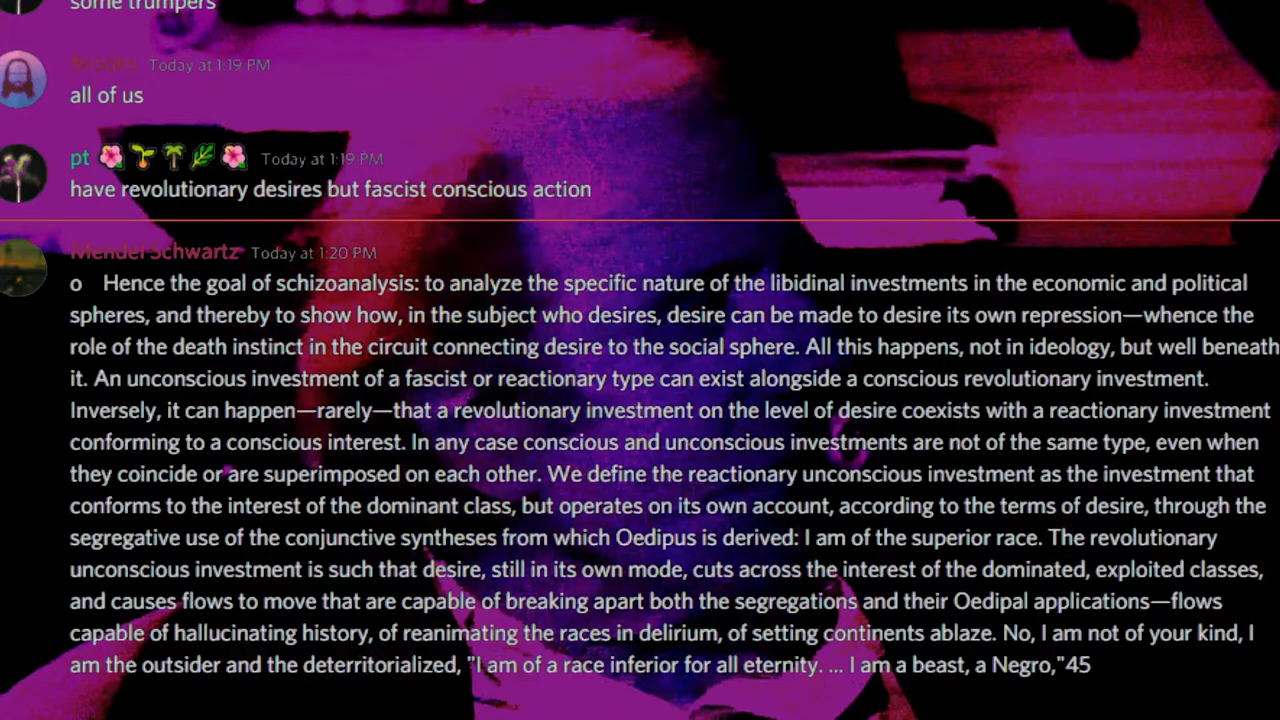 some trumpers
Brooks Today at 1:19 PM
all of us
pt 🌺🌱🌴🌿🌺 Today at 1:19 PM
have revolutionary desires but fascist conscious action
Mendel Schwartz Today at 1:20 PM
o Hence the goal of schizoanalysis: to analyze the specific nature of the libidinal investments in the economic and political
spheres, and thereby to show how, in the subject who desires, desire can be made to desire its own repression—whence the
role of the death instinct in the circuit connecting desire to the social sphere. All this happens, not in ideology, but well beneath
it. An unconscious investment of a fascist or reactionary type can exist alongside a conscious revolutionary investment.
Inversely, it can happen—rarely—that a revolutionary investment on the level of desire coexists with a reactionary investment
conforming to a conscious interest. In any case conscious and unconscious investments are not of the same type, even when
they coincide or are superimposed on each other. We define the reactionary unconscious investment as the investment that
conforms to the interest of the dominant class, but operates on its own account, according to the terms of desire, through the
segregative use of the conjunctive syntheses from which Oedipus is derived: I am of the superior race. The revolutionary
unconscious investment is such that desire, still in its own mode, cuts across the interest of the dominated, exploited classes,
and causes flows to move that are capable of breaking apart both the segregations and their Oedipal applications—flows
capable of hallucinating history, of reanimating the races in delirium, of setting continents ablaze. No, I am not of your kind, I
am the outsider and the deterritorialized, "I am of a race inferior for all eternity. ... I am a beast, a Negro,"45